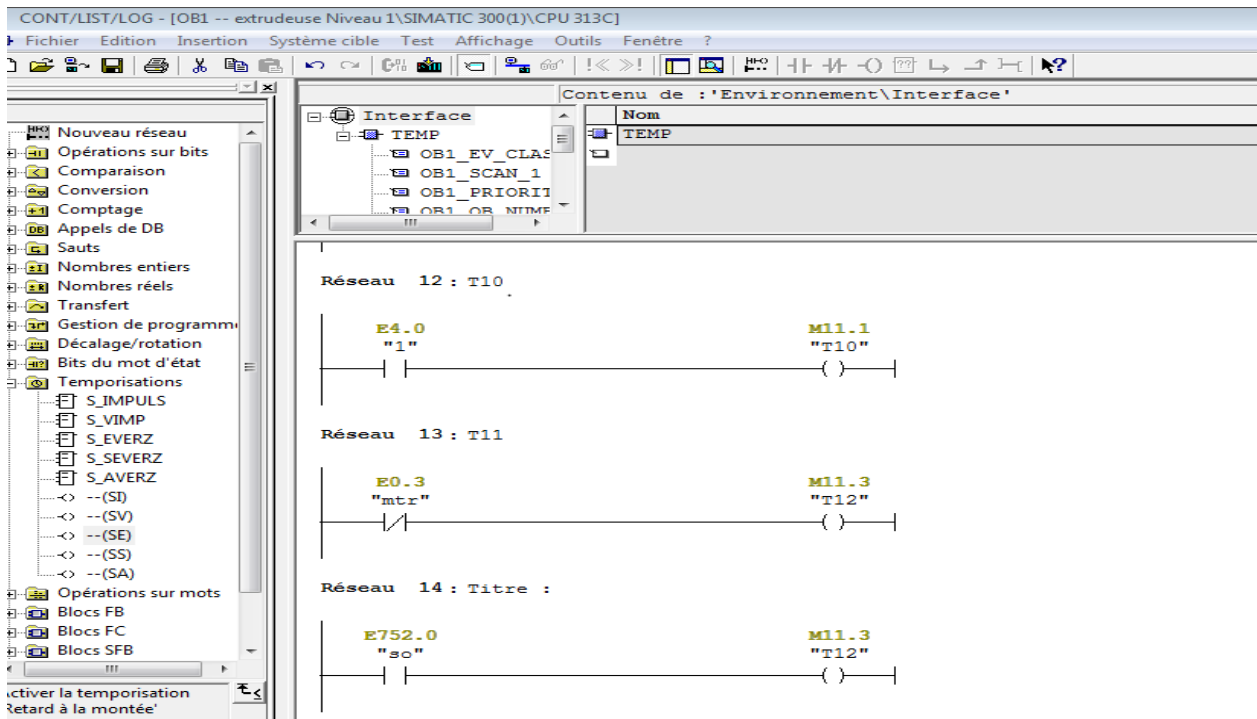 CONT/LIST/LOG - [OB1 -- extrudeuse Niveau 1\SIMATIC 300(1)\CPU 313C]
Fichier Edition Insertion Système cible Test Affichage Outils Fenêtre ?
Contenu de :'Environnement\Interface'
Interface
TEMP
OB1_EV_CLAS
OB1_SCAN_1
OB1_PRIORIT
OB1_OB_NUMB
Nom
TEMP
Nouveau réseau
Opérations sur bits
Comparaison
Conversion
Comptage
Appels de DB
Sauts
Nombres entiers
Nombres réels
Transfert
Gestion de programme
Décalage/rotation
Bits du mot d'état
Temporisations
S_IMPULS
S_VIMP
S_EVERZ
S_SEVERZ
S_AVERZ
--(SI)
--(SV)
--(SE)
--(SS)
--(SA)
Opérations sur mots
Blocs FB
Blocs FC
Blocs SFB
Activer la temporisation
Retard à la montée'
Réseau 12 : T10
E4.0 M11.1
"1" "T10"
Réseau 13 : T11
E0.3 M11.3
"mtr" "T12"
Réseau 14 : Titre :
E752.0 M11.3
"so" "T12"